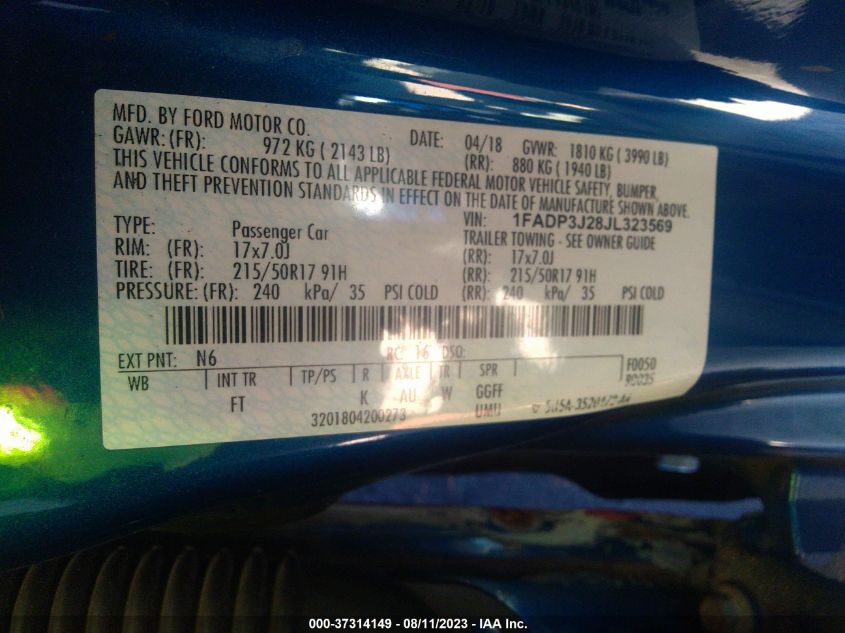 MFD. BY FORD MOTOR CO. DATE: 04/18 GVWR: 1810 KG ( 3990 LB)
GAWR: (FR): 972 KG ( 2143 LB) (RR): 880 KG ( 1940 LB)
THIS VEHICLE CONFORMS TO ALL APPLICABLE FEDERAL MOTOR VEHICLE SAFETY, BUMPER,
AND THEFT PREVENTION STANDARDS IN EFFECT ON THE DATE OF MANUFACTURE SHOWN ABOVE.
VIN: 1FADP3J28JL323569
TYPE: Passenger Car TRAILER TOWING - SEE OWNER GUIDE
RIM: (FR): 17x7.0J (RR): 17x7.0J
TIRE: (FR): 215/50R17 91H (RR): 215/50R17 91H
PRESSURE: (FR): 240 kPa/ 35 PSI COLD (RR): 240 kPa/ 35 PSI COLD
EXT PNT: N6 RC: 16 DSO: F0050
WB INT TR TP/PS R AXLE TR SPR
FT K AU W GGFF
3201804200273 UMU
000-37314149 - 08/11/2023 - IAA Inc.